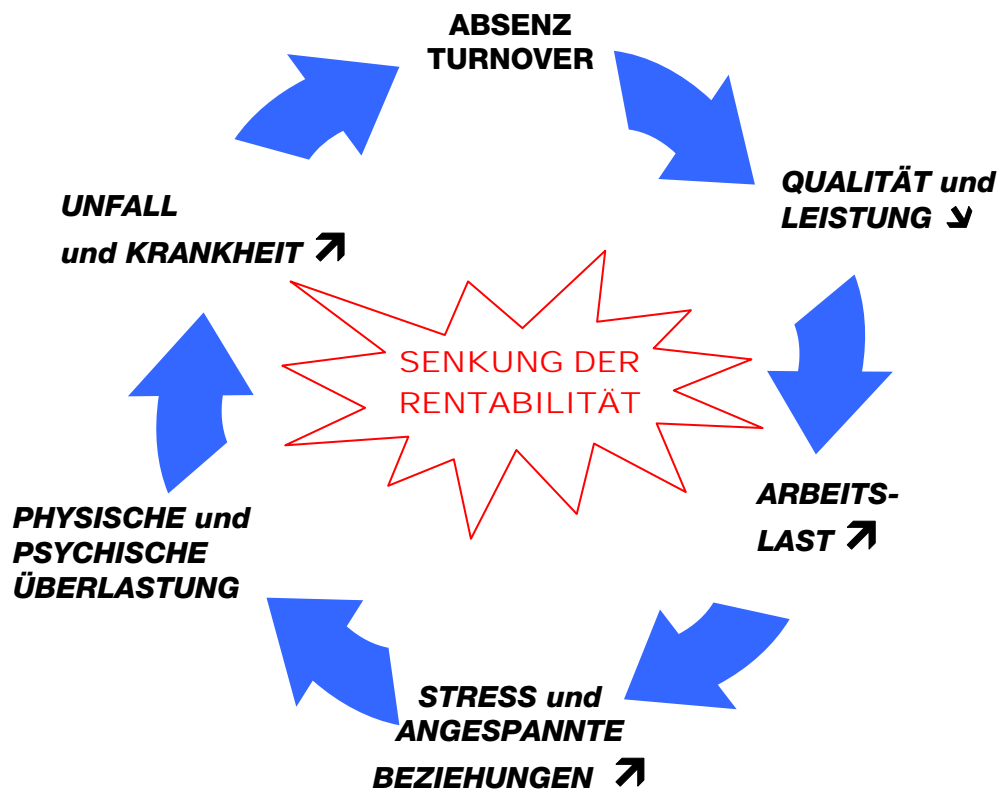 ABSENZ
TURNOVER
QUALITÄT und
LEISTUNG ➘
ARBEITS-
LAST ➚
STRESS und
ANGESPANNTE
BEZIEHUNGEN ➚
PHYSISCHE und
PSYCHISCHE
ÜBERLASTUNG
UNFALL
und KRANKHEIT ➚
SENKUNG DER
RENTABILITÄT